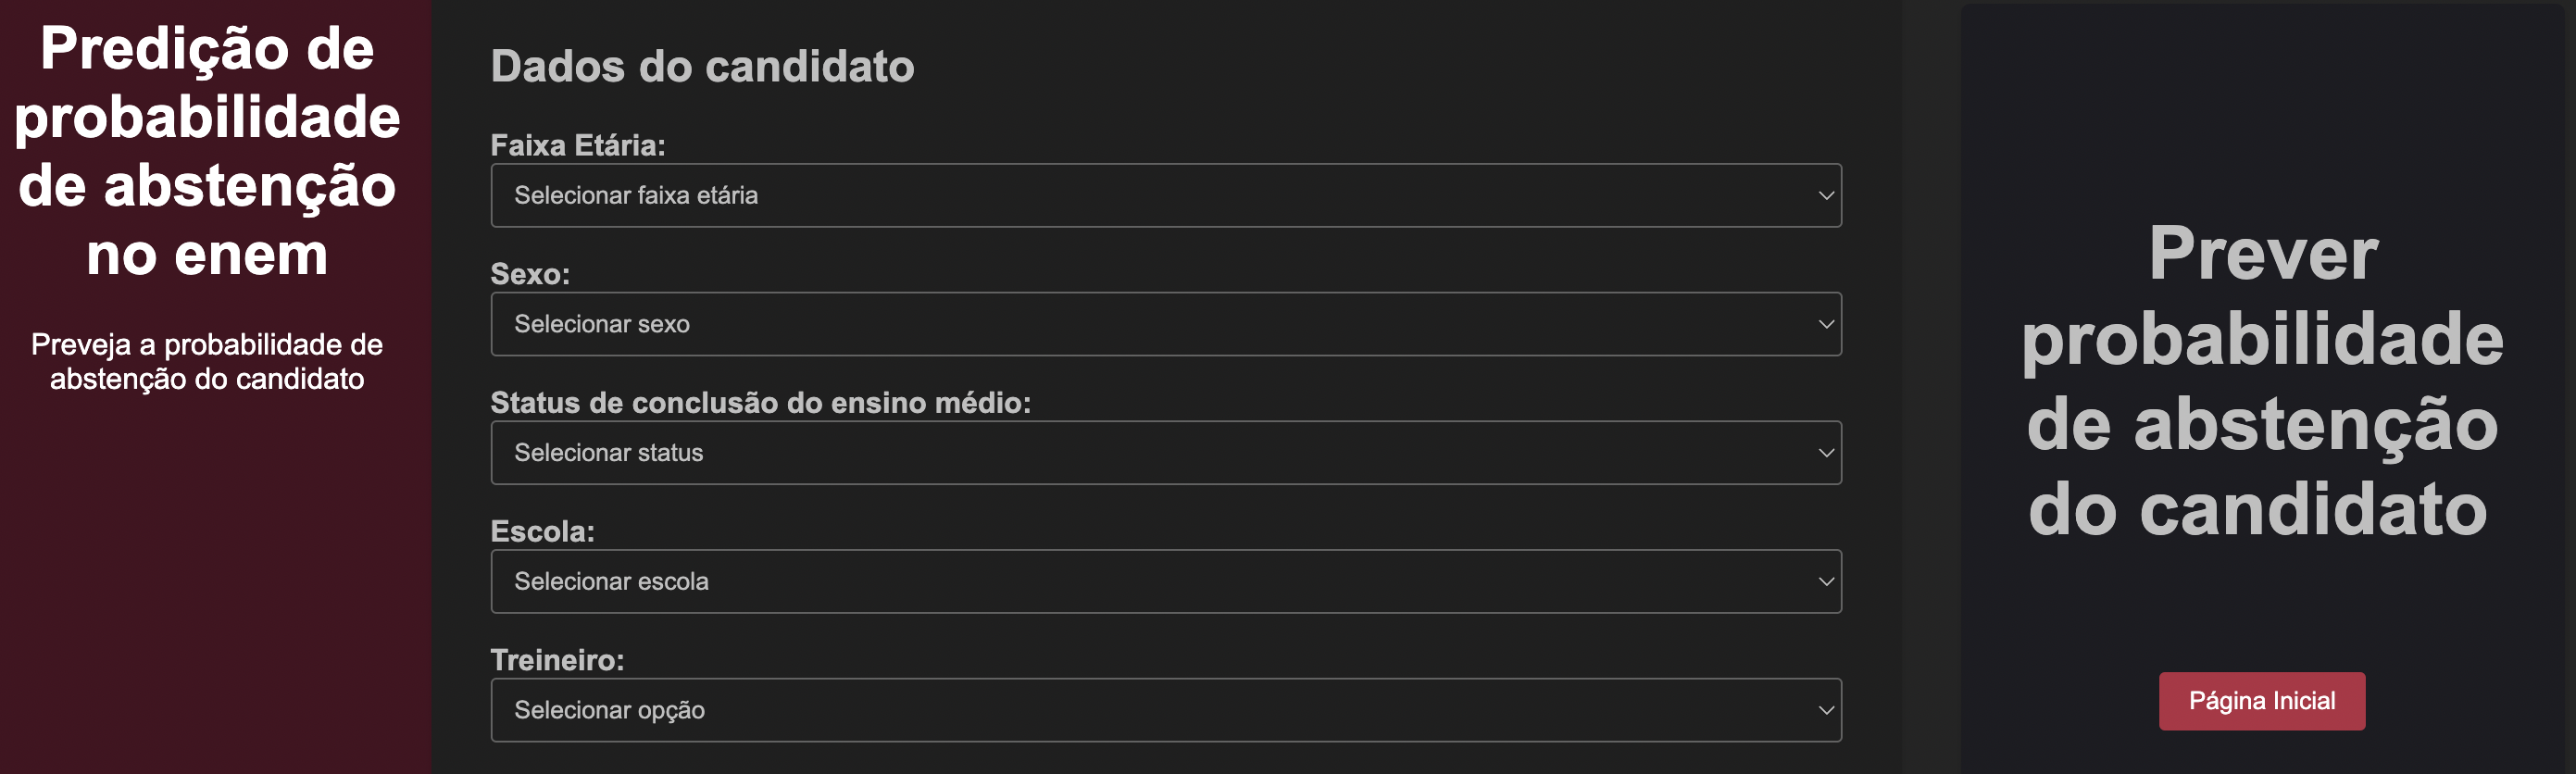 Predição de
probabilidade
de abstenção
no enem
Preveja a probabilidade de
abstenção do candidato
Dados do candidato
Faixa Etária:
Selecionar faixa etária
Sexo:
Selecionar sexo
Status de conclusão do ensino médio:
Selecionar status
Escola:
Selecionar escola
Treineiro:
Selecionar opção
Prever
probabilidade
de abstenção
do candidato
Página Inicial